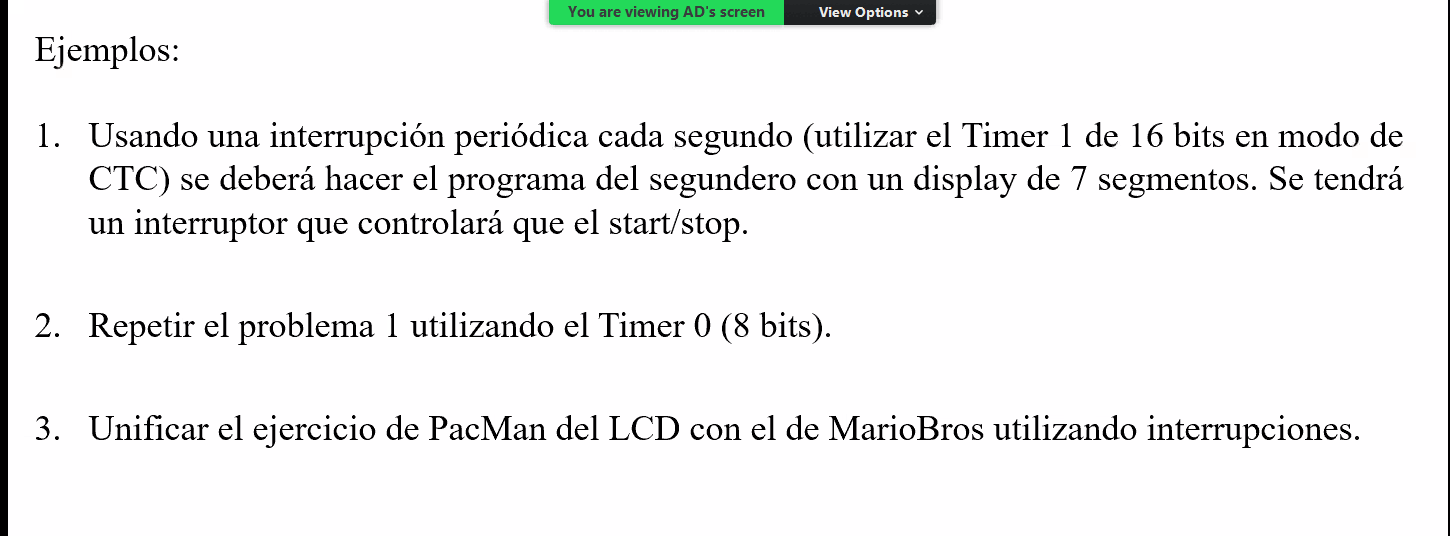 You are viewing AD's screen View Options
Ejemplos:
1. Usando una interrupción periódica cada segundo (utilizar el Timer 1 de 16 bits en modo de
CTC) se deberá hacer el programa del segundero con un display de 7 segmentos. Se tendrá
un interruptor que controlará que el start/stop.
2. Repetir el problema 1 utilizando el Timer 0 (8 bits).
3. Unificar el ejercicio de PacMan del LCD con el de MarioBros utilizando interrupciones.